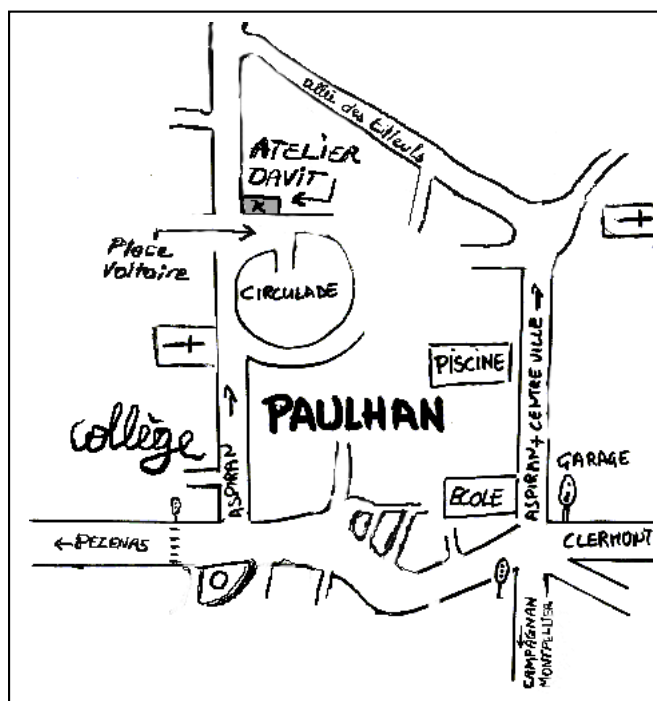 allée des tilleuls
ATELIER
DAVIT
x
Place
Voltaire
CIRCULADE
PISCINE
ASPIRAN + CENTRE VILLE
PAULHAN
collège
ASPIRAN
GARAGE
ECOLE
← PEZENAS
CLERMONT
CAMPAGNAN
MONTPELLIER